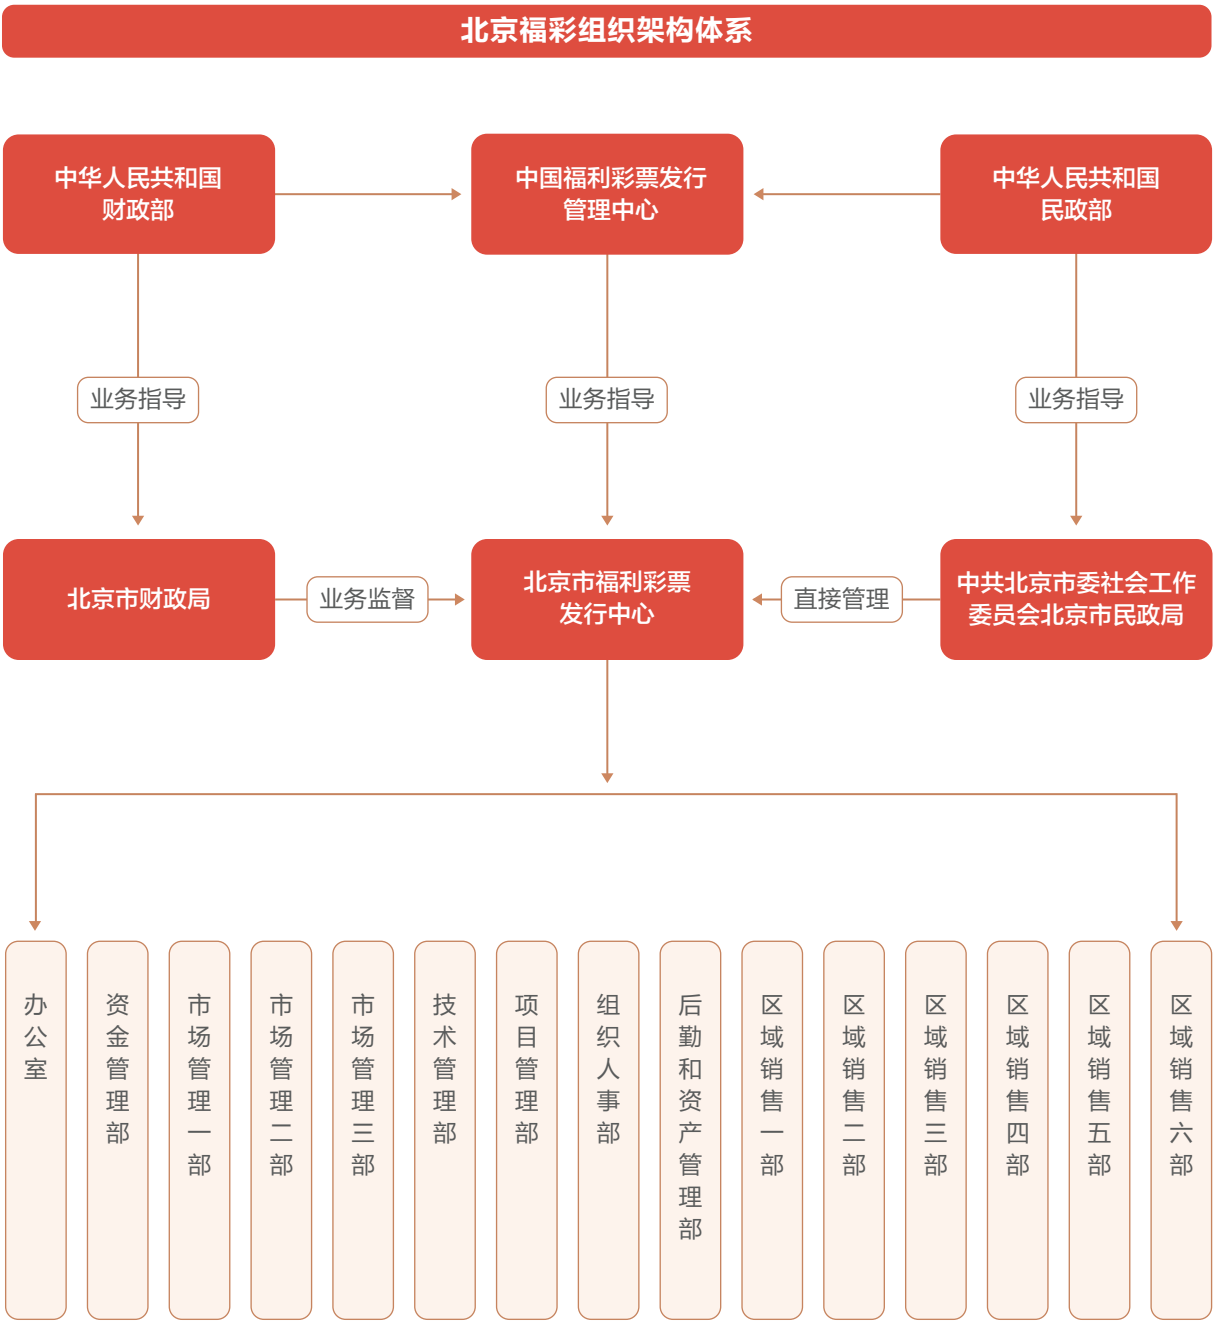 北京福彩组织架构体系
中华人民共和国
财政部
中国福利彩票发行
管理中心
中华人民共和国
民政部
业务指导
业务指导
业务指导
北京市财政局
业务监督
北京市福利彩票
发行中心
直接管理
中共北京市委社会工作
委员会北京市民政局
办公室
资金管理部
市场管理一部
市场管理二部
市场管理三部
技术管理部
项目管理部
组织人事部
后勤和资产管理部
区域销售一部
区域销售二部
区域销售三部
区域销售四部
区域销售五部
区域销售六部